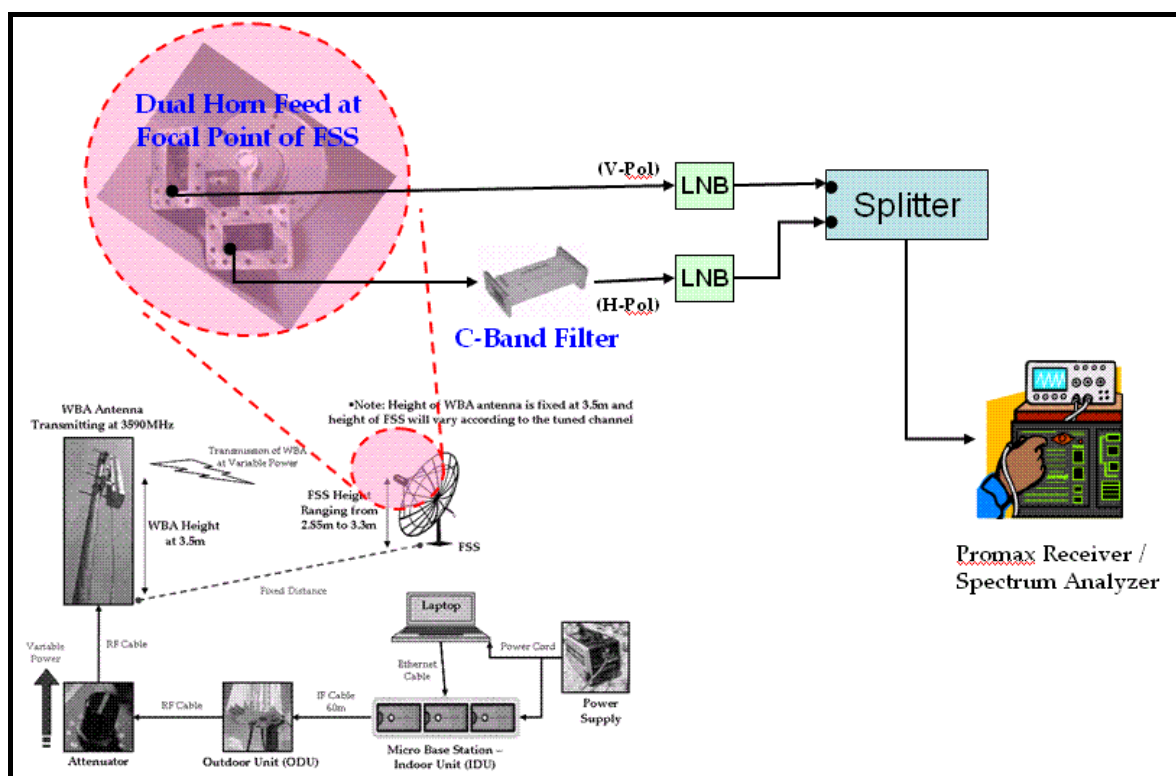 Dual Horn Feed at
Focal Point of FSS
(V-Pol)
LNB
Splitter
(H-Pol)
LNB
C-Band Filter
WBA Antenna
Transmitting at 3590MHz
*Note: Height of WBA antenna is fixed at 3.5m and
height of FSS will vary according to the tuned channel
Transmission of WBA
at Variable Power
WBA Height
at 3.5m
FSS Height
Ranging from
2.85m to 3.3m
FSS
Fixed Distance
Promax Receiver /
Spectrum Analyzer
Variable
Power
RF Cable
Laptop
Power Cord
Ethernet
Cable
RF Cable
IF Cable
60m
Power
Supply
Attenuator
Outdoor Unit (ODU)
Micro Base Station –
Indoor Unit (IDU)